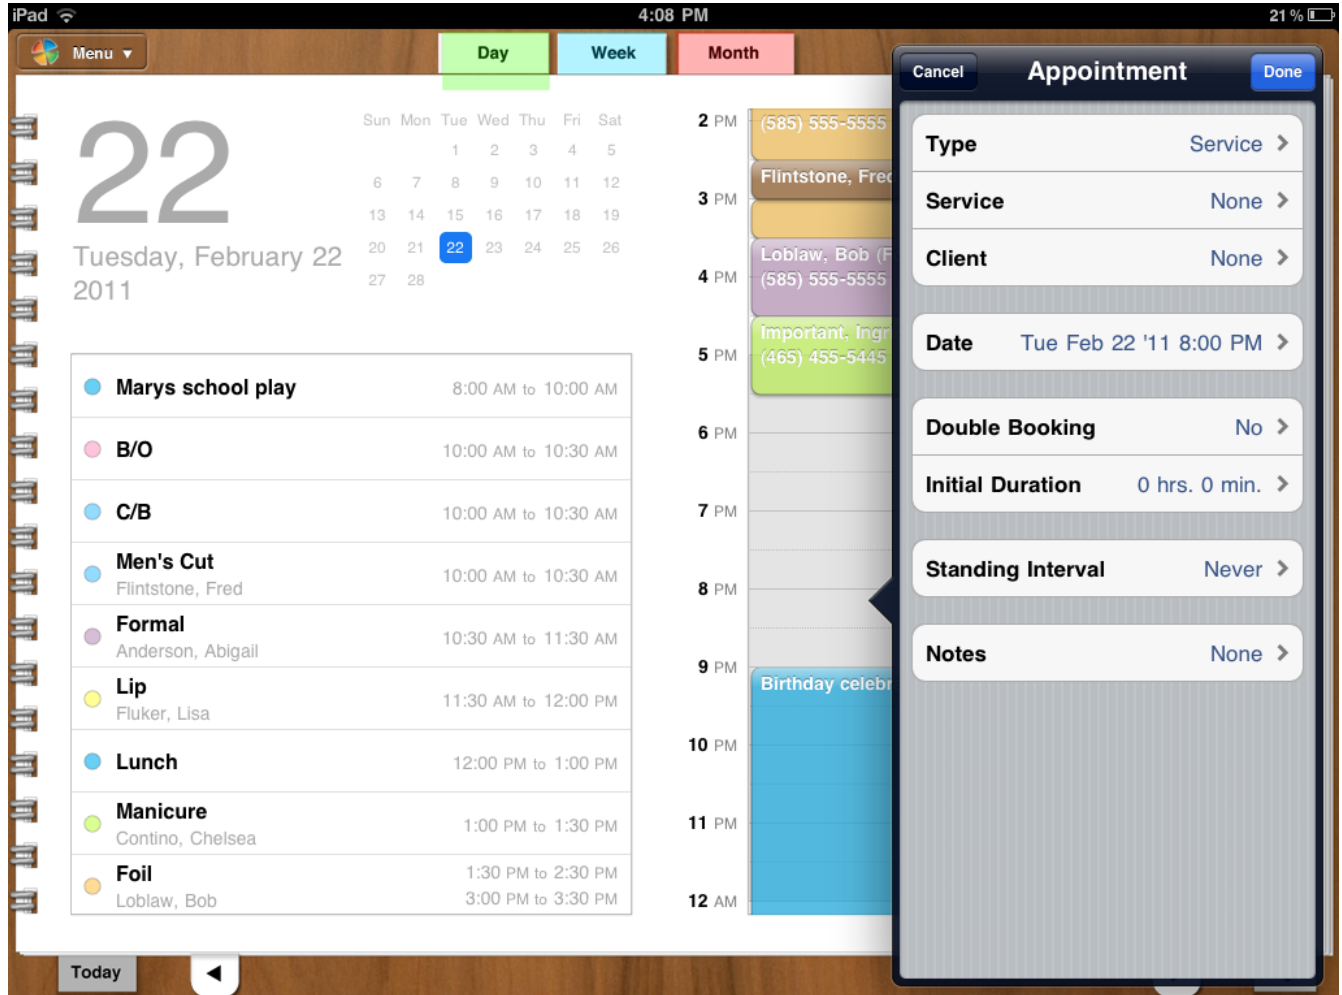 iPad
4:08 PM
21 %
Menu ▼
Day
Week
Month
22
Tuesday, February 22
2011
Sun Mon Tue Wed Thu Fri Sat
1 2 3 4 5
6 7 8 9 10 11 12
13 14 15 16 17 18 19
20 21 22 23 24 25 26
27 28
Marys school play 8:00 AM to 10:00 AM
B/O 10:00 AM to 10:30 AM
C/B 10:00 AM to 10:30 AM
Men's Cut
Flintstone, Fred
10:00 AM to 10:30 AM
Formal
Anderson, Abigail
10:30 AM to 11:30 AM
Lip
Fluker, Lisa
11:30 AM to 12:00 PM
Lunch 12:00 PM to 1:00 PM
Manicure
Contino, Chelsea
1:00 PM to 1:30 PM
Foil
Loblaw, Bob
1:30 PM to 2:30 PM
3:00 PM to 3:30 PM
2 PM
(585) 555-5555
Flintstone, Fred
3 PM
Loblaw, Bob (F
4 PM
(585) 555-5555
Important, Ingr
5 PM
(465) 455-5445
6 PM
7 PM
8 PM
9 PM
Birthday celebr
10 PM
11 PM
12 AM
Cancel
Appointment
Done
Type Service
Service None
Client None
Date Tue Feb 22 '11 8:00 PM
Double Booking No
Initial Duration 0 hrs. 0 min.
Standing Interval Never
Notes None
Today